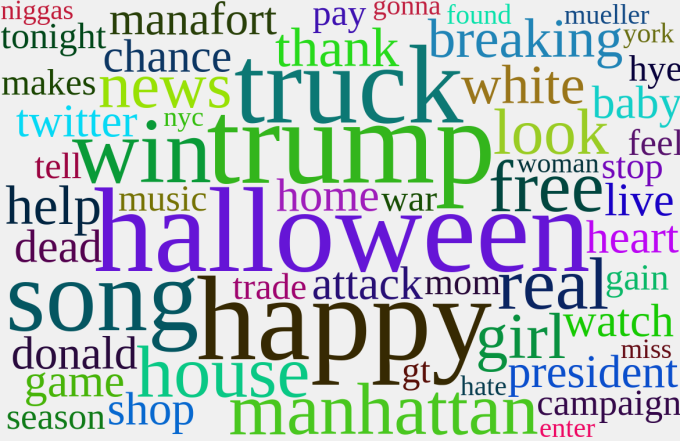 niggas
manafort
pay
gonna
found
mueller
york
tonight
chance
thank
breaking
hye
makes
news
truck
white
baby
twitter
nyc
trump
look
feel
win
tell
free
woman
stop
help
music
home
war
live
halloween
heart
dead
trade
attack
mom
real
gain
song
happy
girl
watch
donald
house
gt
miss
president
game
hate
season
shop
manhattan
campaign
enter